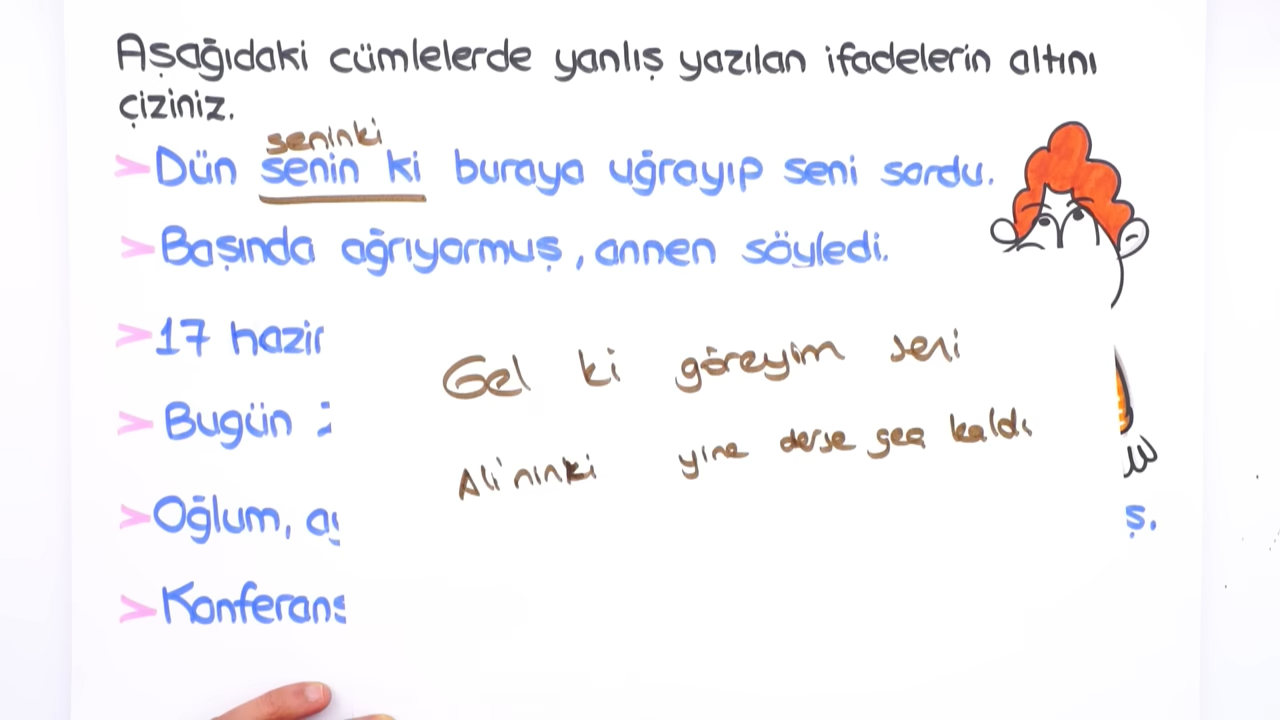 Aşağıdaki cümlelerde yanlış yazılan ifadelerin altını
çiziniz.
seninki
> Dün senin ki buraya uğrayıp seni sordu.
> Başında ağrıyormuş, annen söyledi.
> 17 hazir
Gel ki göreyim seni
> Bugün
Ali'ninki yine derse geç kaldı
> Oğlum, ş.
> Konferans